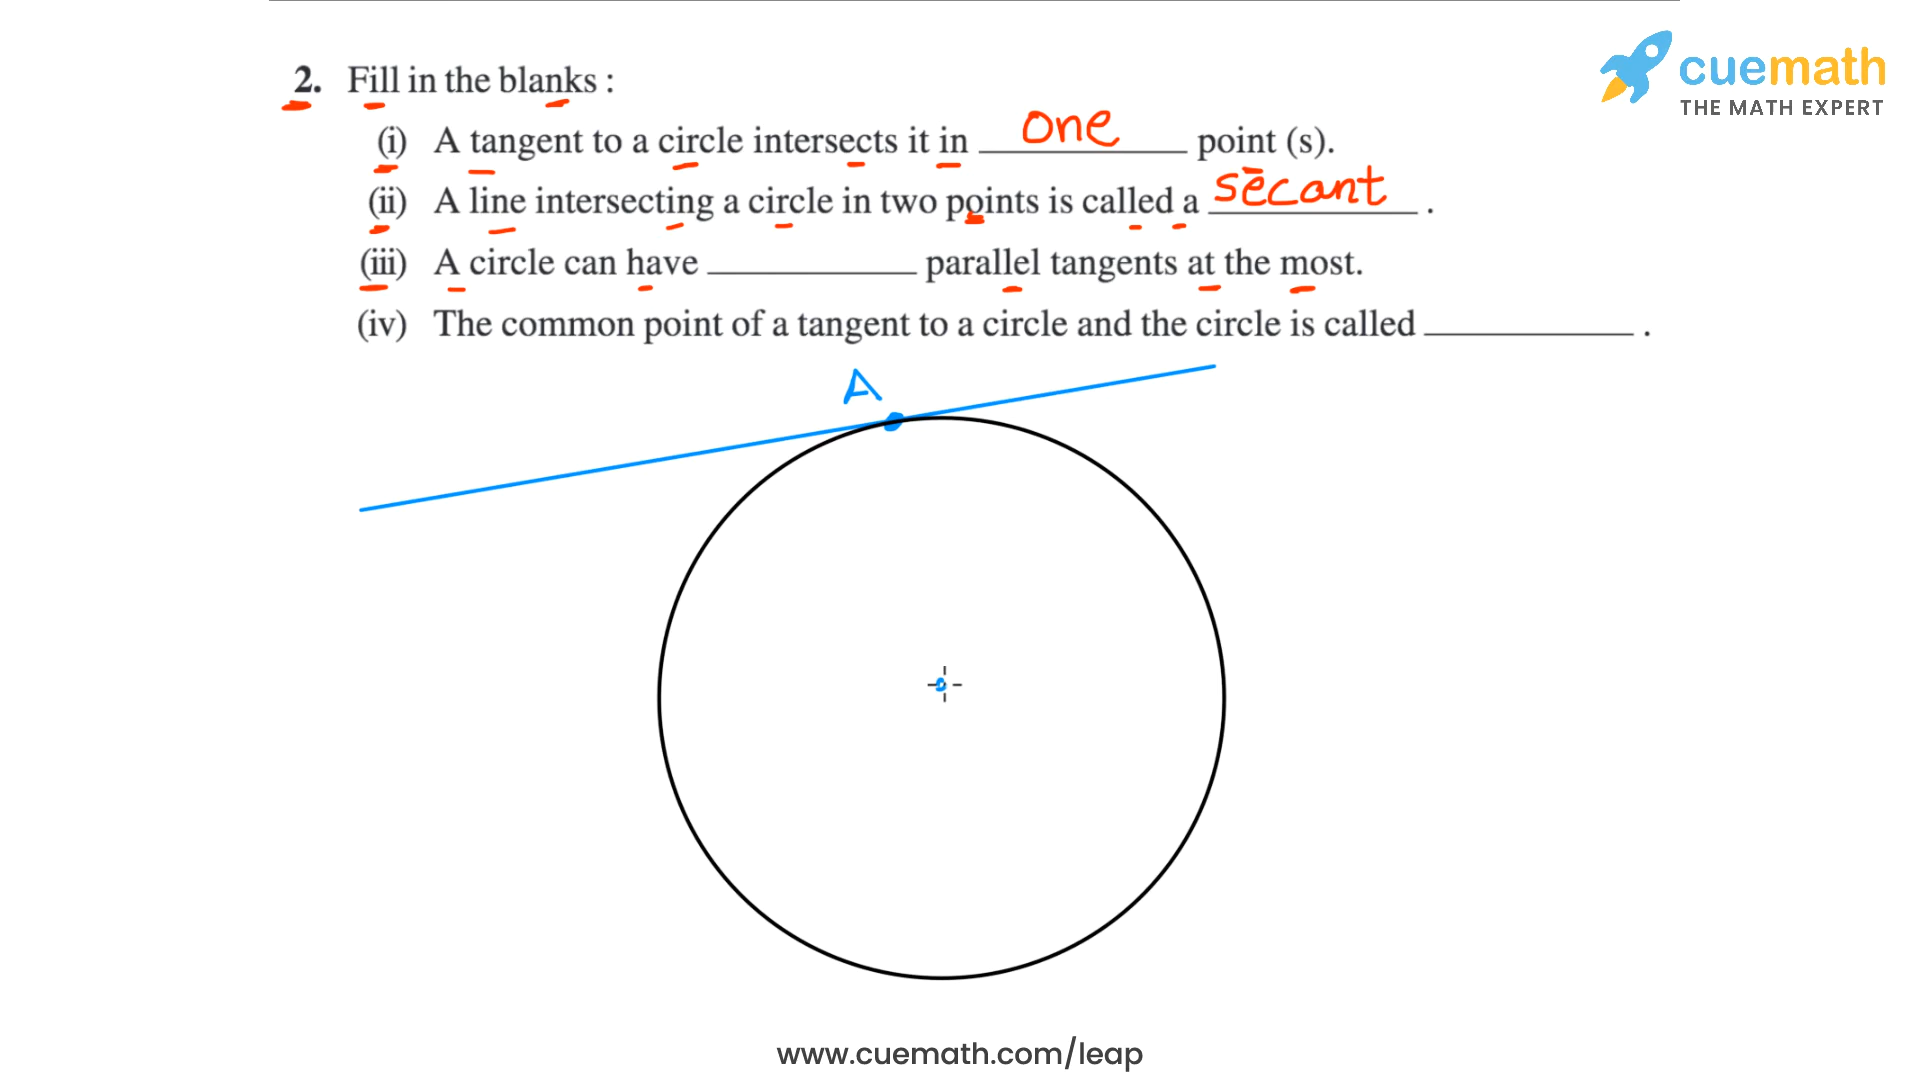 cuemath
THE MATH EXPERT
2. Fill in the blanks :
(i) A tangent to a circle intersects it in one point (s).
(ii) A line intersecting a circle in two points is called a secant .
(iii) A circle can have ________ parallel tangents at the most.
(iv) The common point of a tangent to a circle and the circle is called ________ .
A
www.cuemath.com/leap